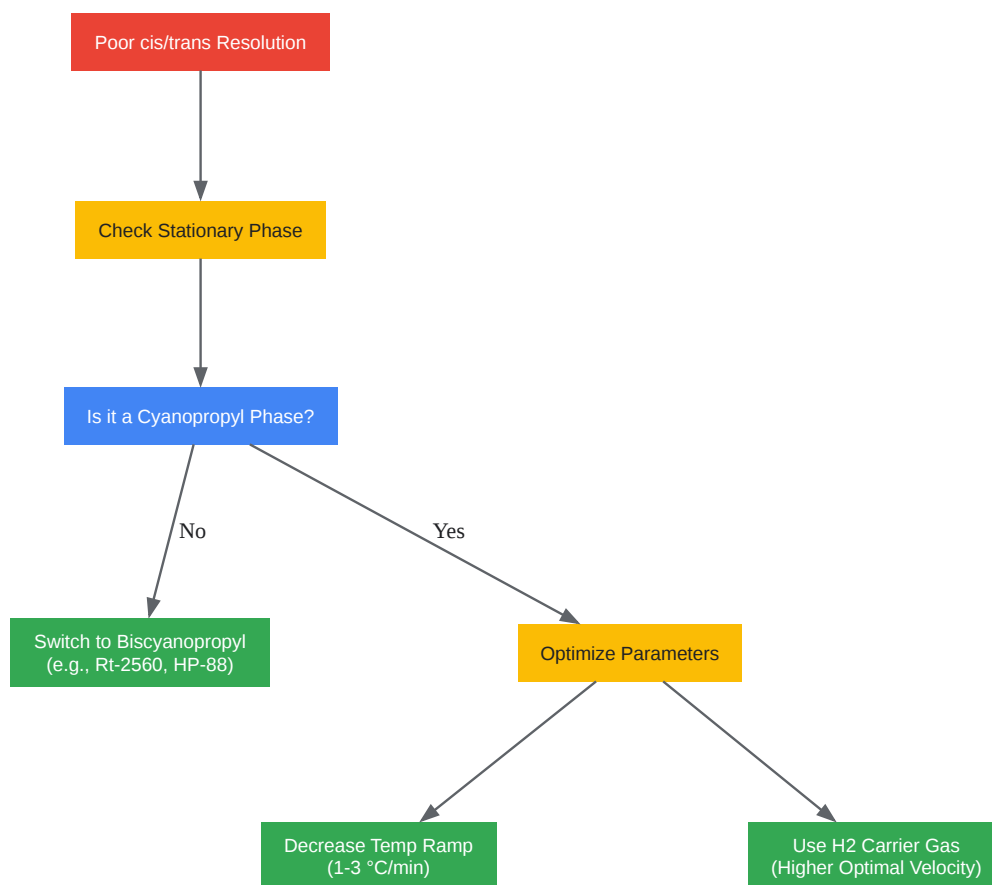 Poor cis/trans Resolution
Check Stationary Phase
Is it a Cyanopropyl Phase?
No
Yes
Switch to Biscyanopropyl
(e.g., Rt-2560, HP-88)
Optimize Parameters
Decrease Temp Ramp
(1-3 °C/min)
Use H2 Carrier Gas
(Higher Optimal Velocity)